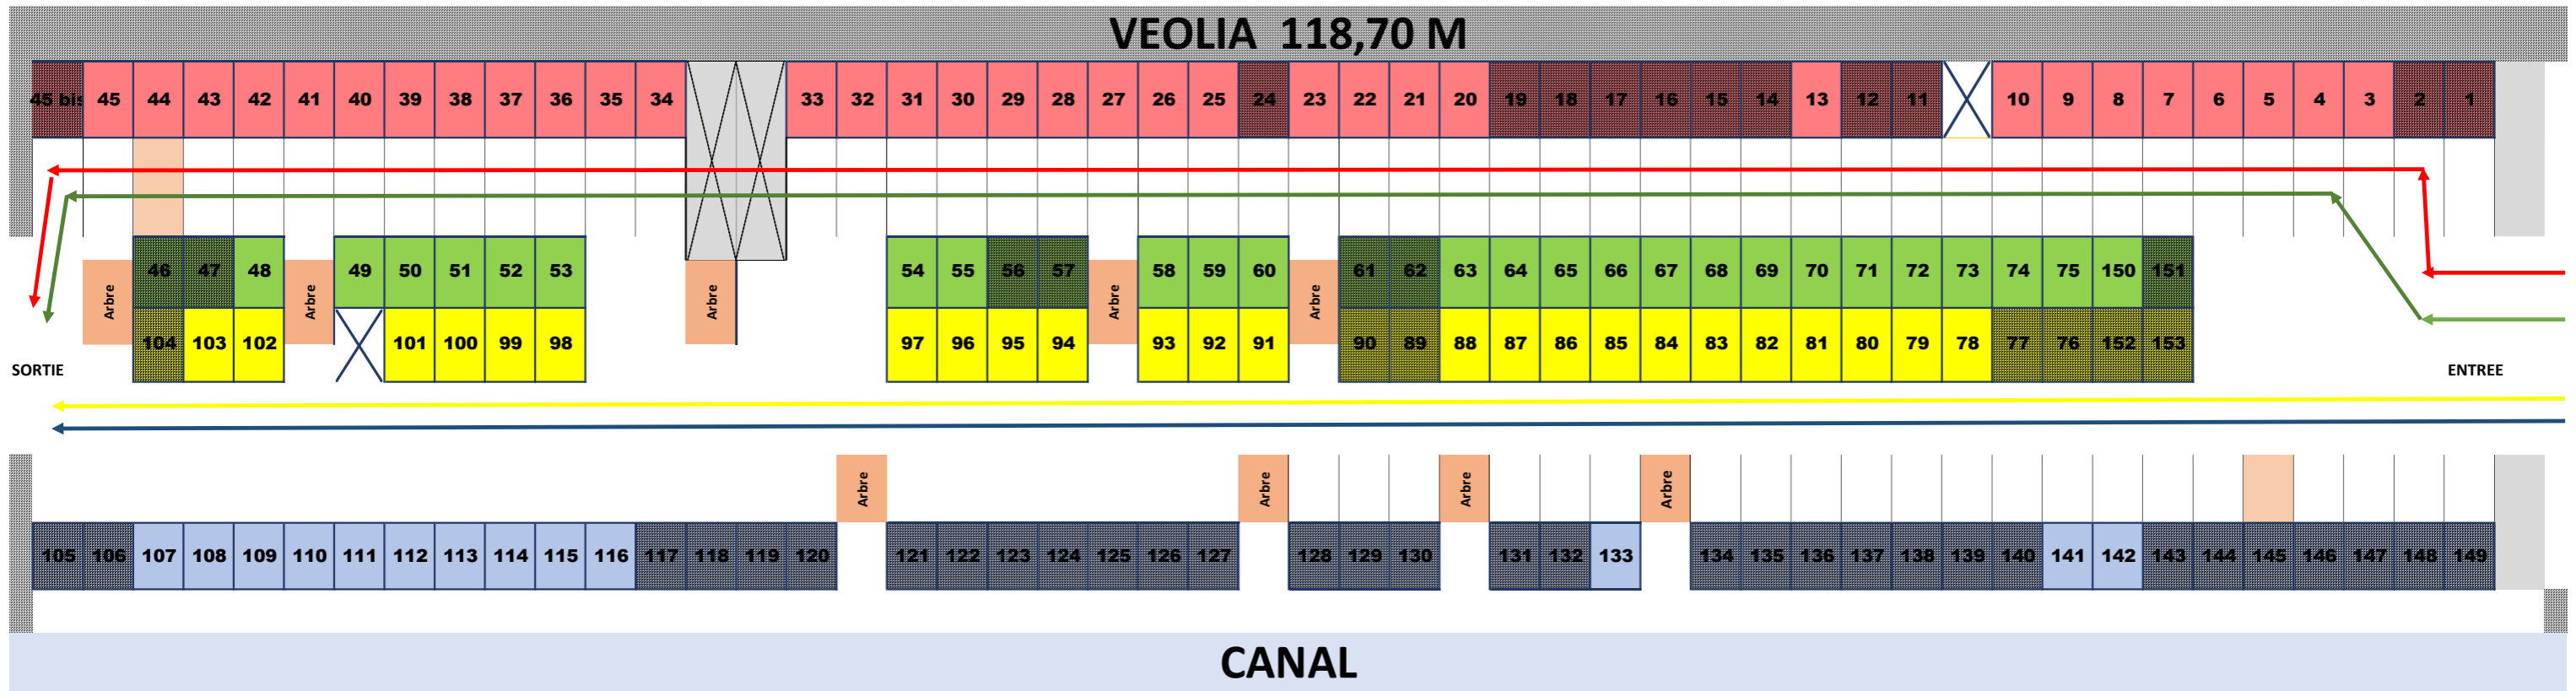 VEOLIA 118,70 M
45 bis 45 44 43 42 41 40 39 38 37 36 35 34 33 32 31 30 29 28 27 26 25 24 23 22 21 20 19 18 17 16 15 14 13 12 11 10 9 8 7 6 5 4 3 2 1
46 47 48 49 50 51 52 53 54 55 56 57 58 59 60 61 62 63 64 65 66 67 68 69 70 71 72 73 74 75 150 151
Arbre Arbre Arbre Arbre Arbre
104 103 102 101 100 99 98 97 96 95 94 93 92 91 90 89 88 87 86 85 84 83 82 81 80 79 78 77 76 152 153
SORTIE ENTREE
Arbre Arbre Arbre Arbre
105 106 107 108 109 110 111 112 113 114 115 116 117 118 119 120 121 122 123 124 125 126 127 128 129 130 131 132 133 134 135 136 137 138 139 140 141 142 143 144 145 146 147 148 149
CANAL